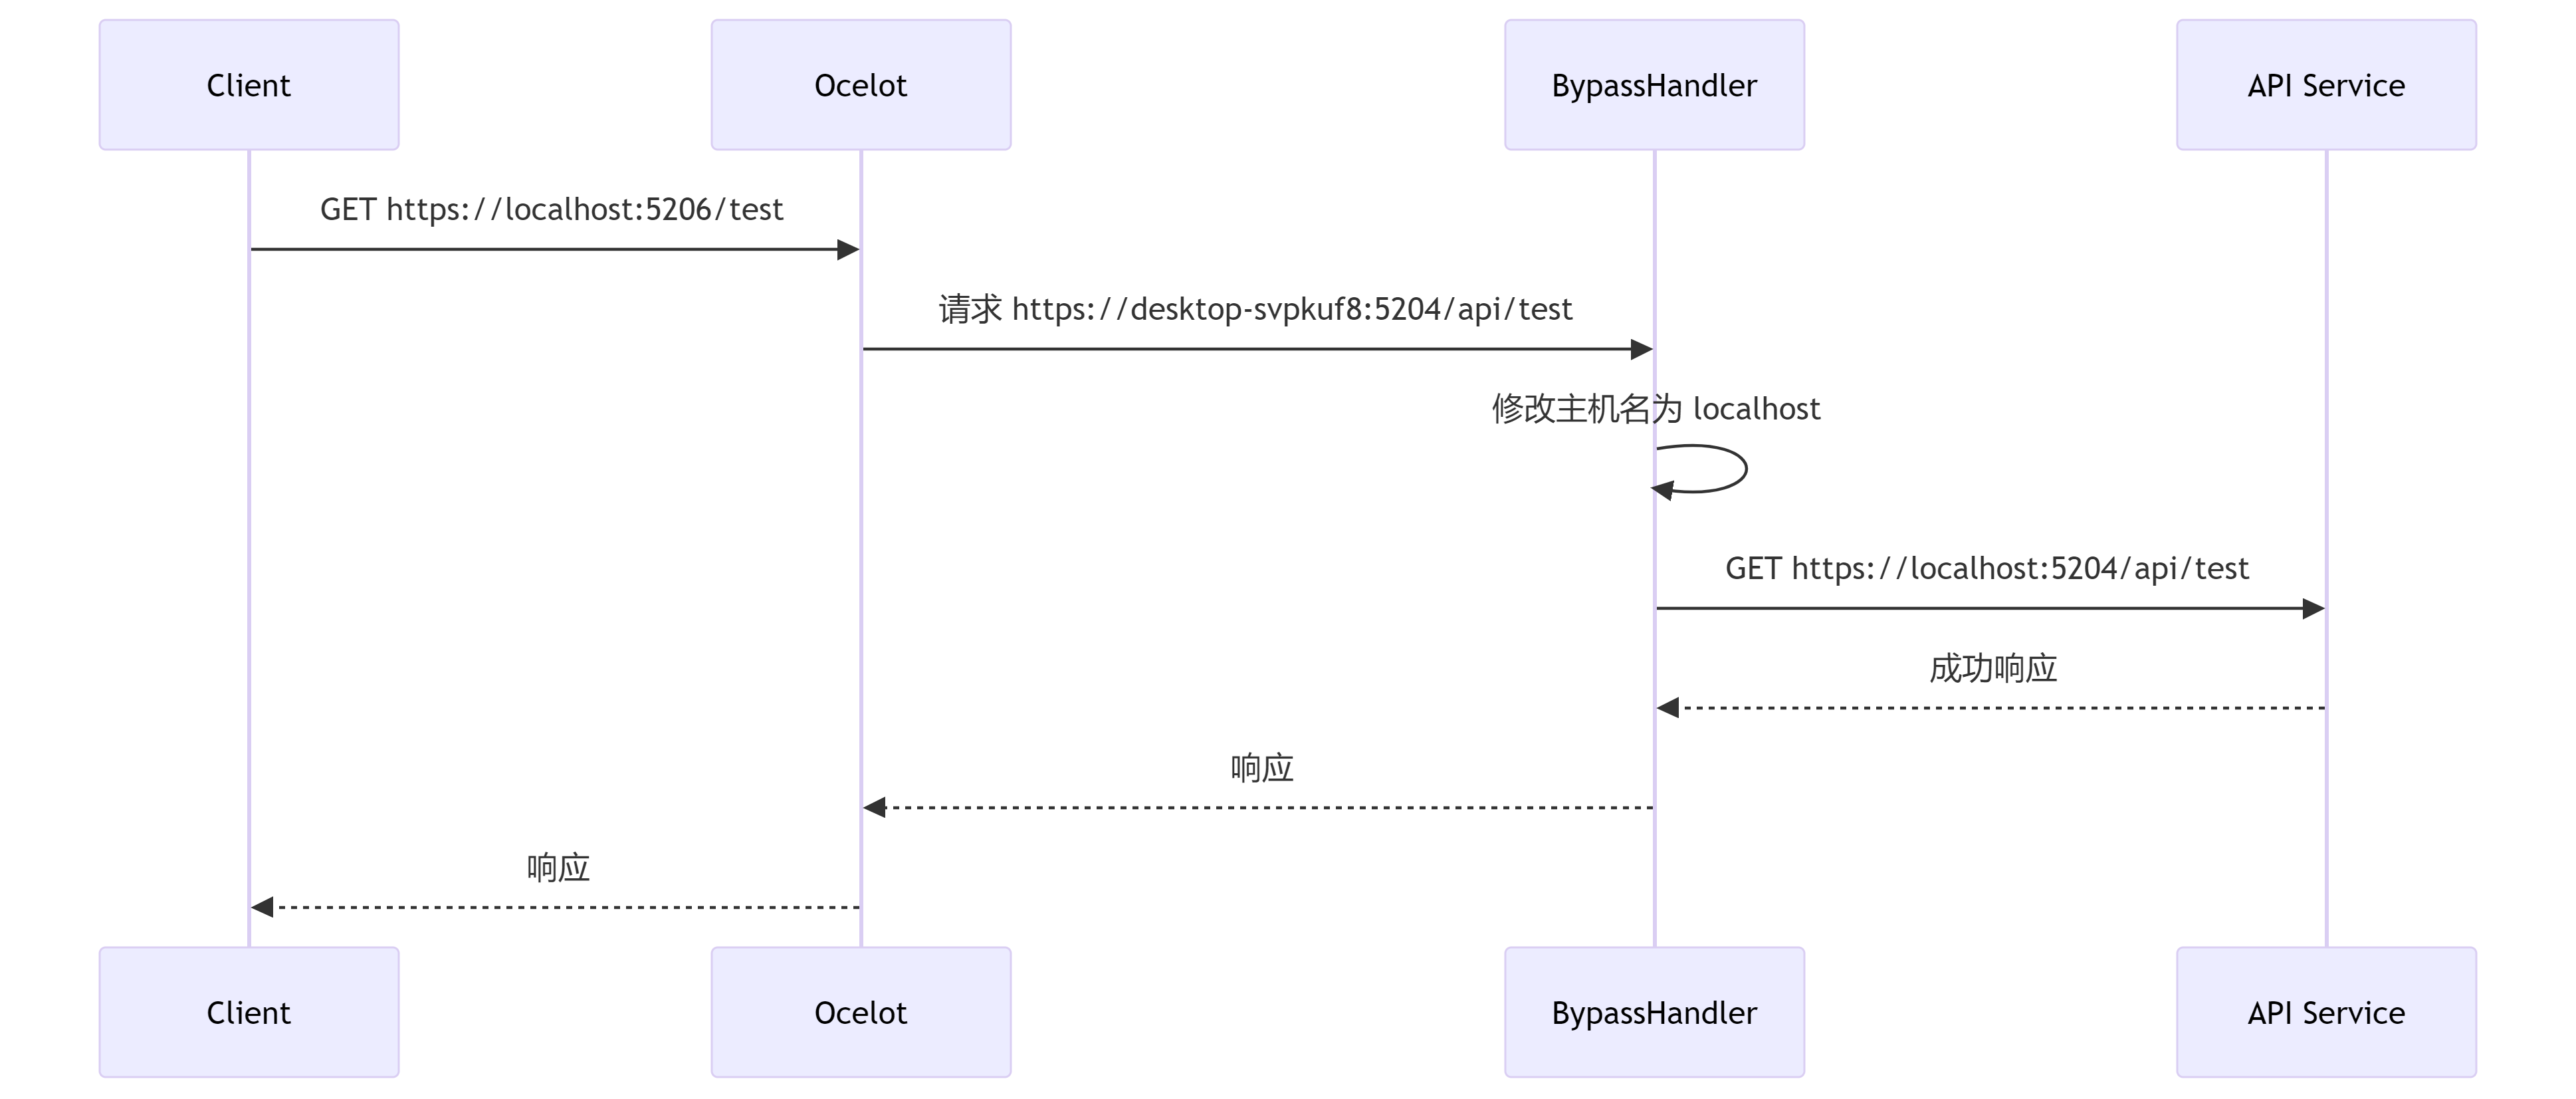 Client
Ocelot
BypassHandler
API Service
GET https://localhost:5206/test
请求 https://desktop-svpkuf8:5204/api/test
修改主机名为 localhost
GET https://localhost:5204/api/test
成功响应
响应
响应
Client
Ocelot
BypassHandler
API Service